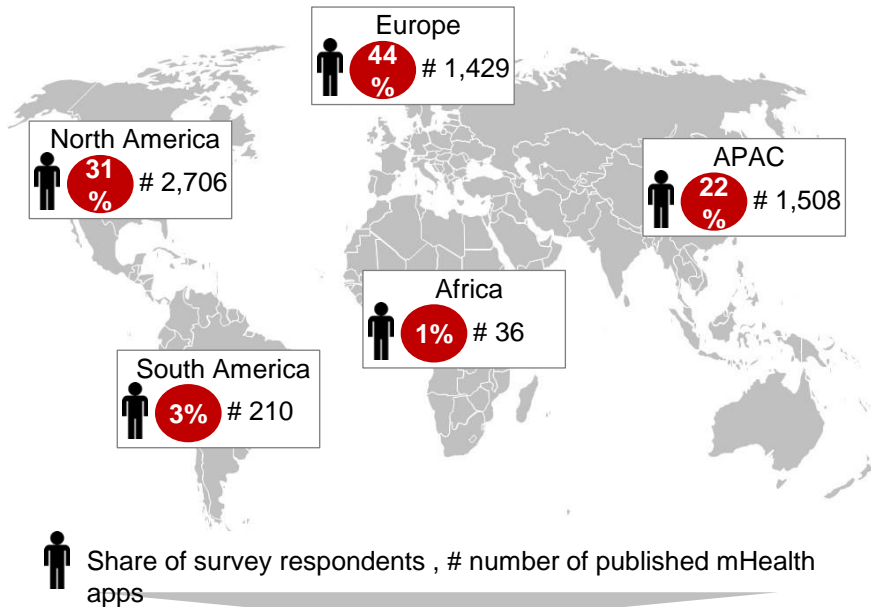 Europe
44
%
# 1,429
North America
31
%
# 2,706
APAC
22
%
# 1,508
Africa
1%
# 36
South America
3%
# 210
Share of survey respondents , # number of published mHealth
apps